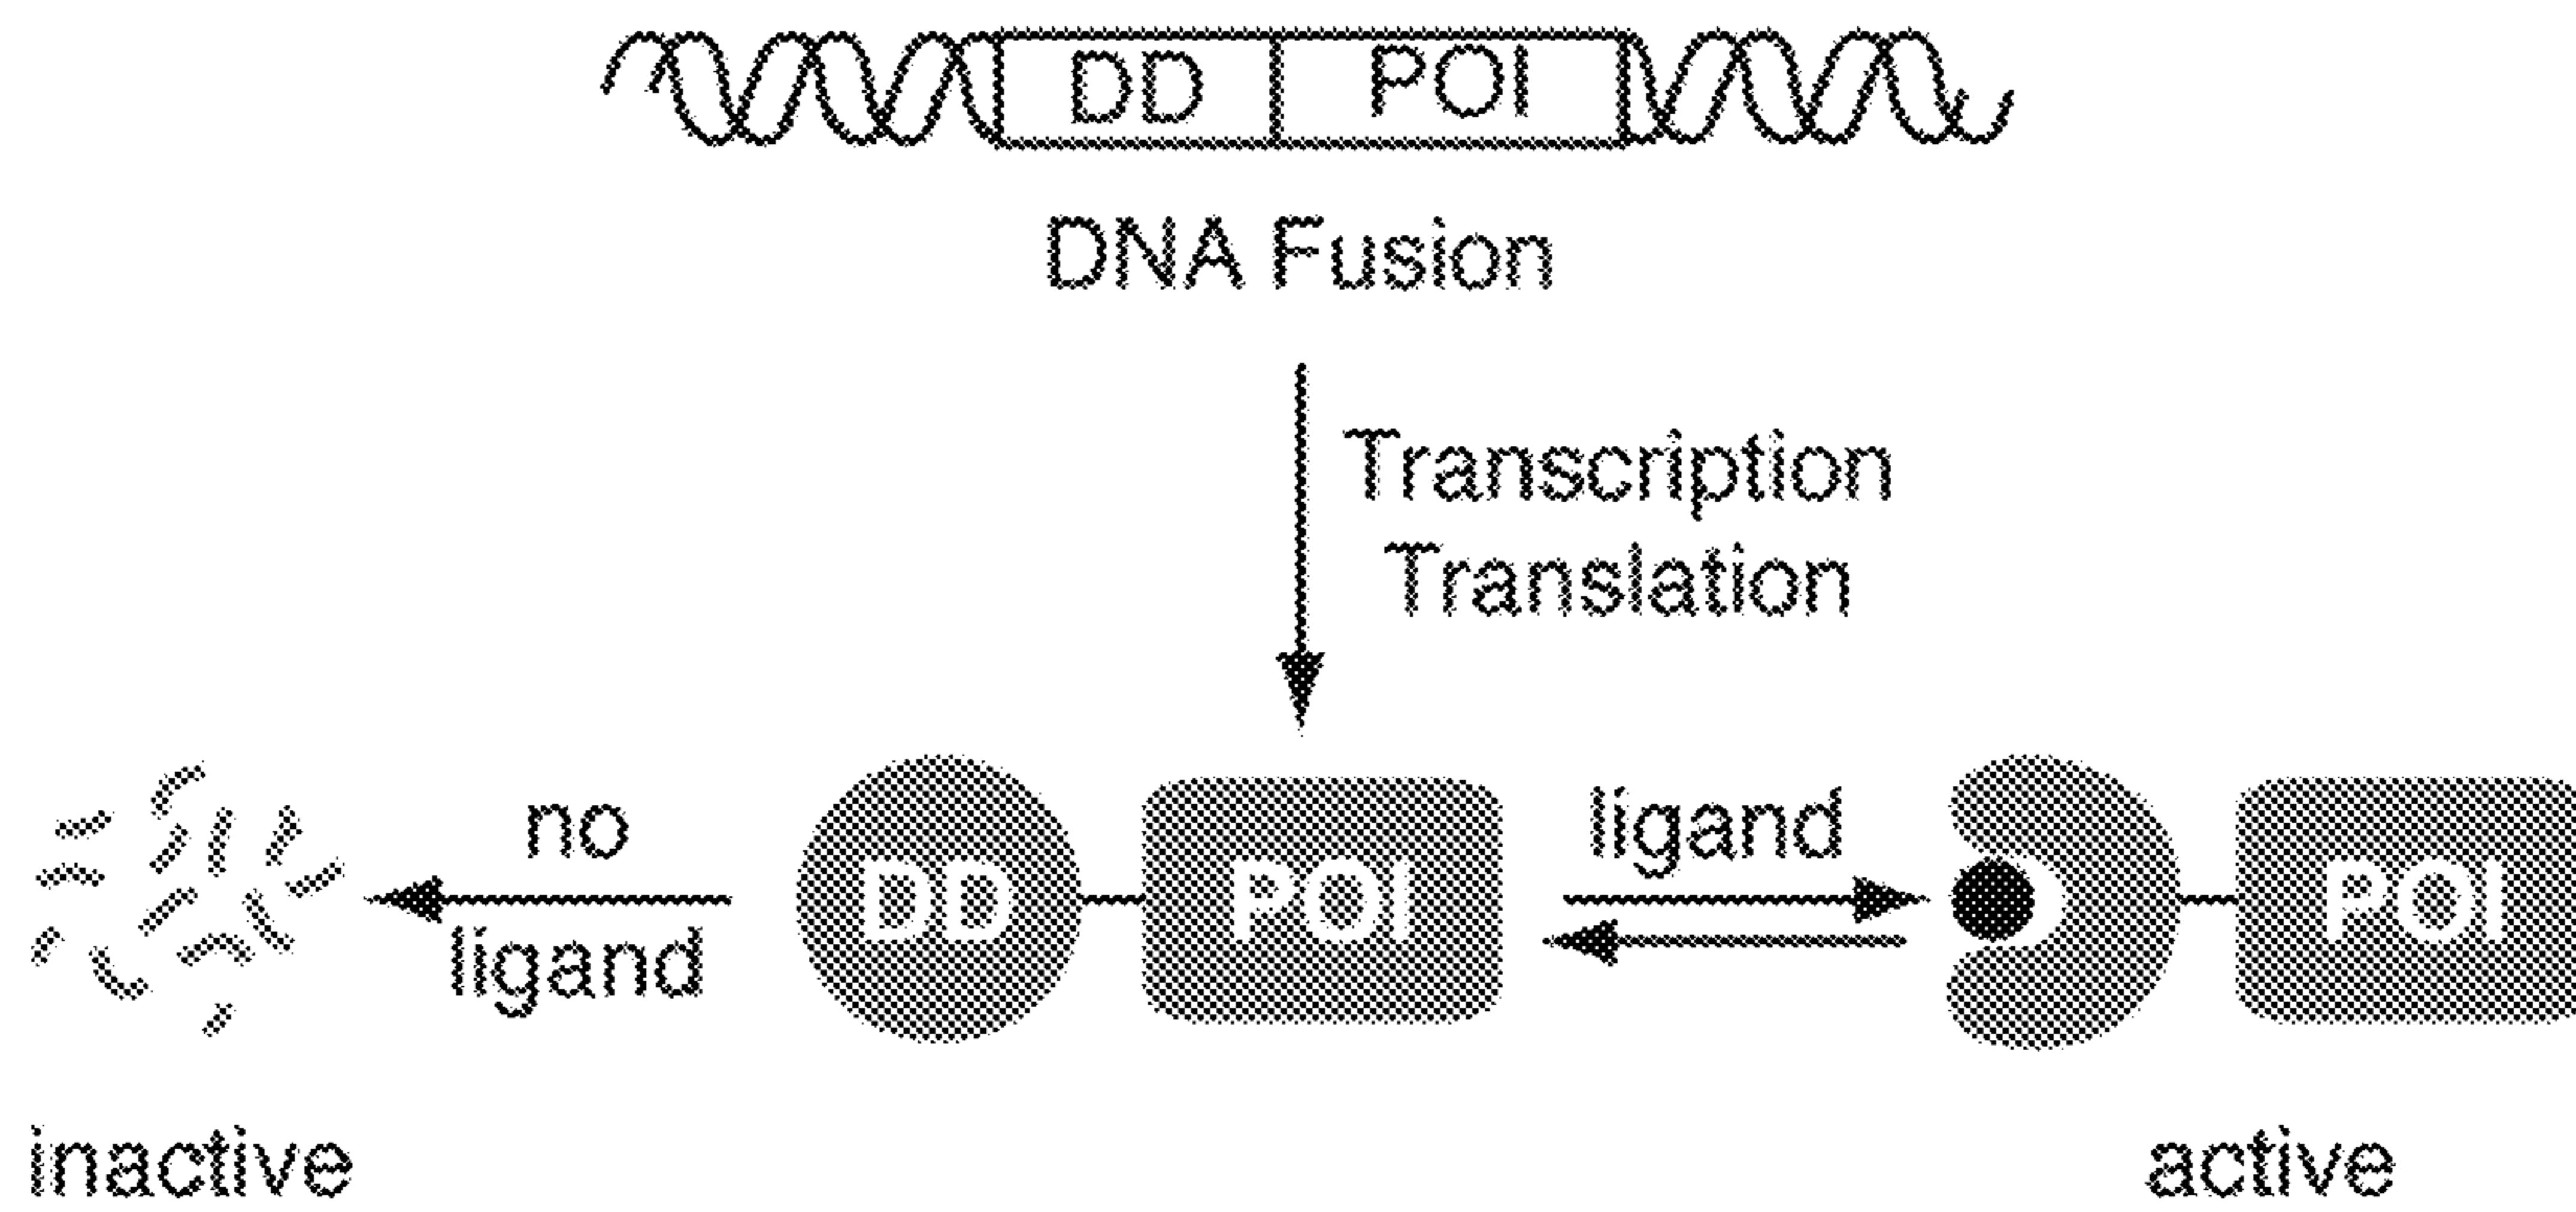 DD POI
DNA Fusion
Transcription
Translation
no
ligand
DD POI
ligand
POI
inactive
active